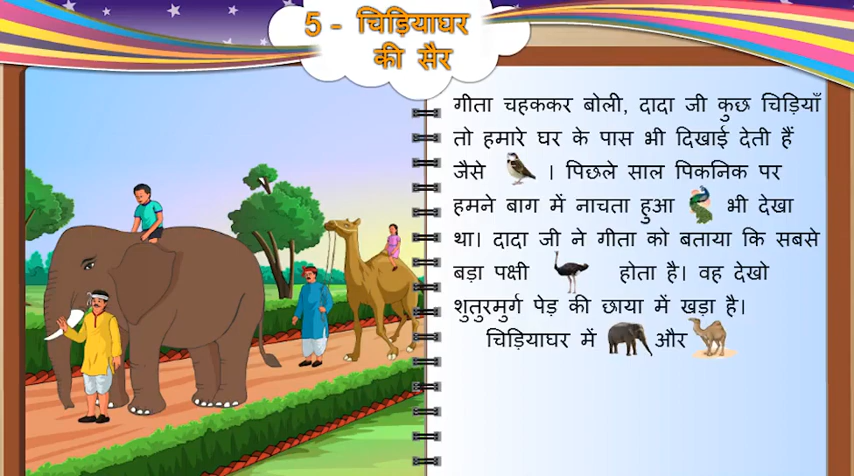 5 - चिड़ियाघर
की सैर
गीता चहककर बोली, दादा जी कुछ चिड़ियाँ
तो हमारे घर के पास भी दिखाई देती हैं
जैसे । पिछले साल पिकनिक पर
हमने बाग में नाचता हुआ भी देखा
था। दादा जी ने गीता को बताया कि सबसे
बड़ा पक्षी होता है। वह देखो
शुतुरमुर्ग पेड़ की छाया में खड़ा है।
चिड़ियाघर में और